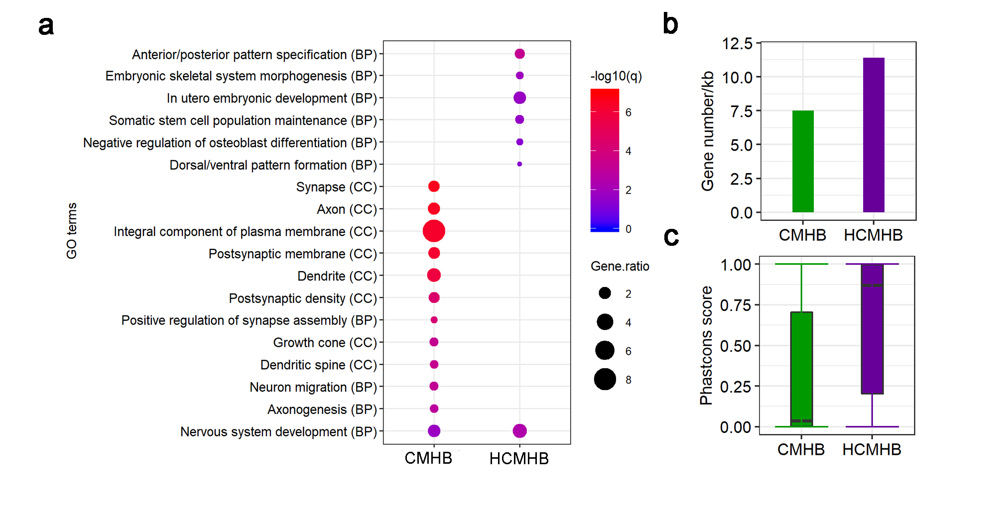 a
Anterior/posterior pattern specification (BP)
Embryonic skeletal system morphogenesis (BP)
In utero embryonic development (BP)
Somatic stem cell population maintenance (BP)
Negative regulation of osteoblast differentiation (BP)
Dorsal/ventral pattern formation (BP)
Synapse (CC)
Axon (CC)
Integral component of plasma membrane (CC)
Postsynaptic membrane (CC)
Dendrite (CC)
Postsynaptic density (CC)
Positive regulation of synapse assembly (BP)
Growth cone (CC)
Dendritic spine (CC)
Neuron migration (BP)
Axonogenesis (BP)
Nervous system development (BP)
GO terms
CMHB HCMHB
-log10(q)
6
4
2
0
Gene.ratio
2
4
6
8
b
Gene number/kb
12.5
10.0
7.5
5.0
2.5
0.0
CMHB HCMHB
c
Phastcons score
1.00
0.75
0.50
0.25
0.00
CMHB HCMHB